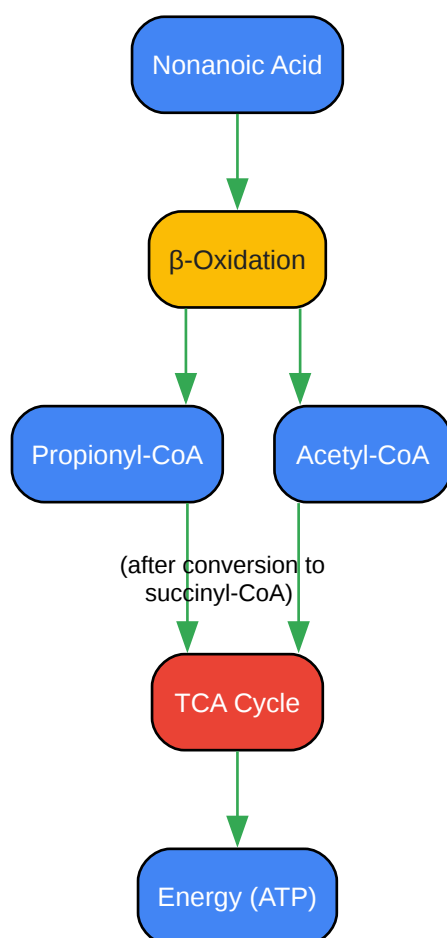 Nonanoic Acid
β-Oxidation
Propionyl-CoA
Acetyl-CoA
(after conversion to
succinyl-CoA)
TCA Cycle
Energy (ATP)